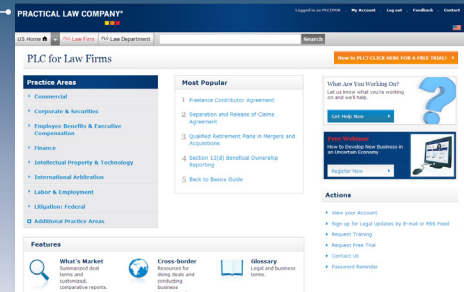 PRACTICAL LAW COMPANY®
Logged in as PLCIPOR • My Account • Log out • Feedback • Contact
US Home PLC Law Firm PLC Law Department
Search
PLC for Law Firms
New to PLC? CLICK HERE FOR A FREE TRIAL!
Practice Areas
Commercial
Corporate & Securities
Employee Benefits & Executive
Compensation
Finance
Intellectual Property & Technology
International Arbitration
Labor & Employment
Litigation: Federal
Additional Practice Areas
Most Popular
1 Freelance Contributor Agreement
2 Separation and Release of Claims
Agreement
3 Qualified Retirement Plans in Mergers and
Acquisitions
4 Section 13(d) Beneficial Ownership
Reporting
5 Back to Basics Guide
What Are You Working On?
Let us know what you're working
on and we'll help.
Get Help Now
Free Webinar
How to Develop New Business in
an Uncertain Economy
Register Now
Actions
View your Account
Sign up for Legal Updates by E-mail or RSS Feed
Request Training
Request Free Trial
Contact Us
Password Reminder
Features
What's Market
Summarized deal
terms and
customized,
comparative reports.
Cross-border
Resources for
doing deals and
conducting
business
Glossary
Legal and business
terms.